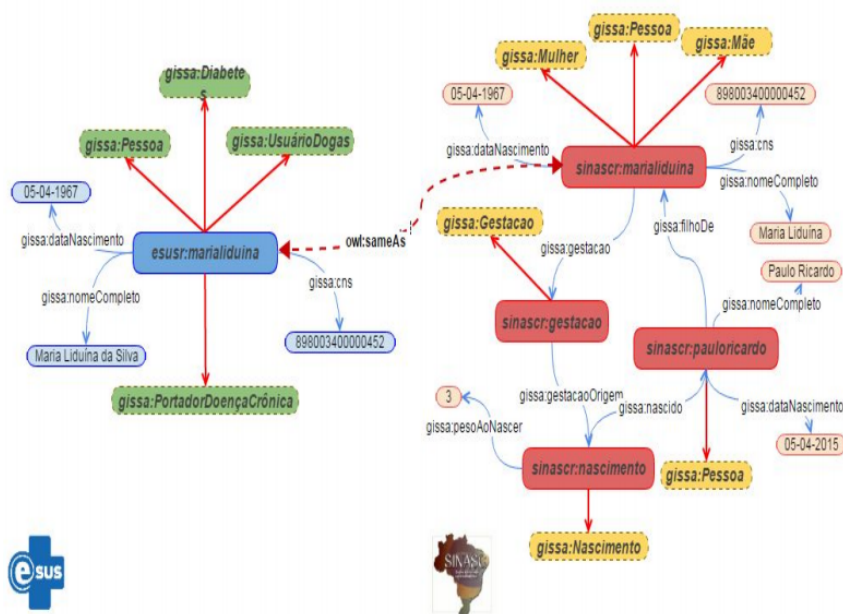 gissa:Diabete
s
gissa:Pessoa
gissa:UsuárioDogas
05-04-1967
gissa:dataNascimento
esusr:marialiduina
gissa:nomeCompleto
gissa:cns
Maria Liduína da Silva
898003400000452
gissa:PortadorDoençaCrônica
owl:sameAs
gissa:Pessoa
gissa:Mulher
gissa:Mãe
05-04-1967
898003400000452
gissa:dataNascimento
gissa:cns
sinascr:marialiduina
gissa:nomeCompleto
Maria Liduína
gissa:Gestacao
gissa:gestacao
gissa:filhoDe
Paulo Ricardo
gissa:nomeCompleto
sinascr:gestacao
sinascr:pauloricardo
gissa:gestacaoOrigem
3
gissa:nascido
gissa:dataNascimento
gissa:pesoAoNascer
05-04-2015
sinascr:nascimento
gissa:Pessoa
gissa:Nascimento
e sus
SINASC